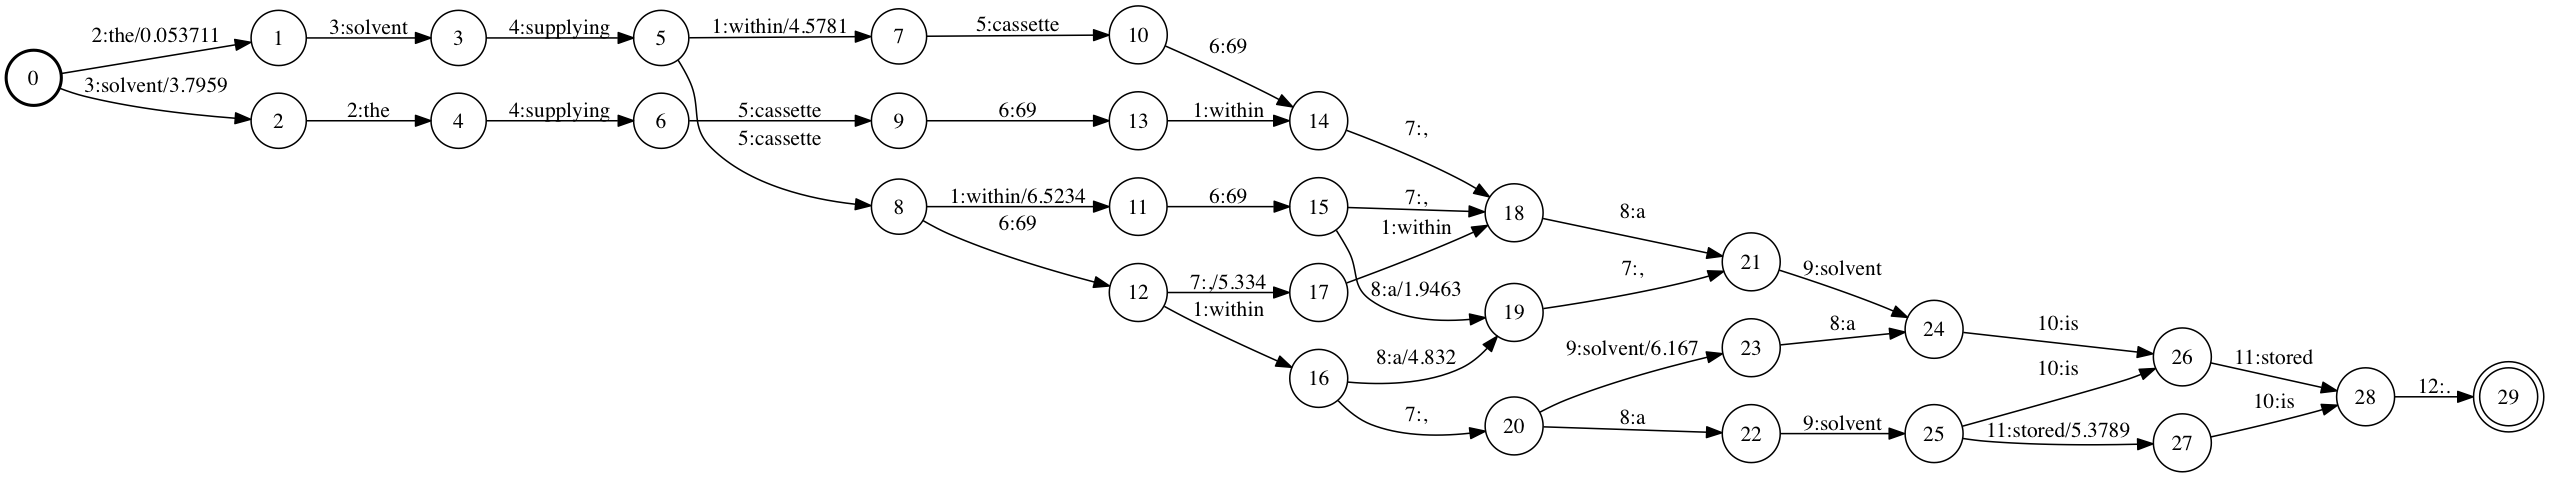 0
2:the/0.053711
1
3:solvent
3
4:supplying
5
1:within/4.5781
7
5:cassette
10
6:69
3:solvent/3.7959
2
2:the
4
4:supplying
6
5:cassette
9
6:69
13
1:within
14
7:,
5:cassette
8
1:within/6.5234
11
6:69
15
7:,
18
8:a
6:69
12
7:,/5.334
17
1:within
8:a/1.9463
19
7:,
21
9:solvent
1:within
16
8:a/4.832
7:,
20
9:solvent/6.167
23
8:a
24
10:is
26
11:stored
8:a
22
9:solvent
25
10:is
11:stored/5.3789
27
10:is
28
12:.
29